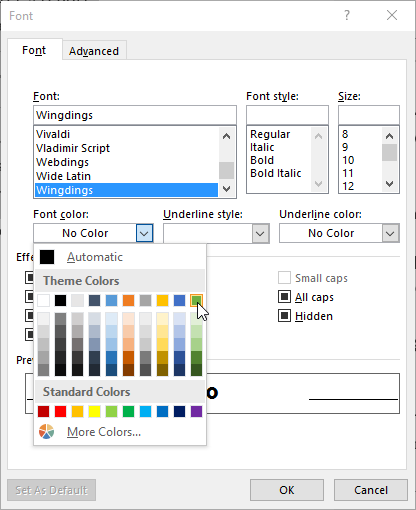 Font
? ×
Font
Advanced
Font: Font style: Size:
Wingdings
Vivaldi
Vladimir Script
Webdings
Wide Latin
Wingdings
Regular
Italic
Bold
Bold Italic
8
9
10
11
12
Font color: Underline style: Underline color:
No Color No Color
Automatic
Theme Colors
Effe
Small caps
All caps
Hidden
Prev
o
Standard Colors
More Colors...
Set As Default OK Cancel